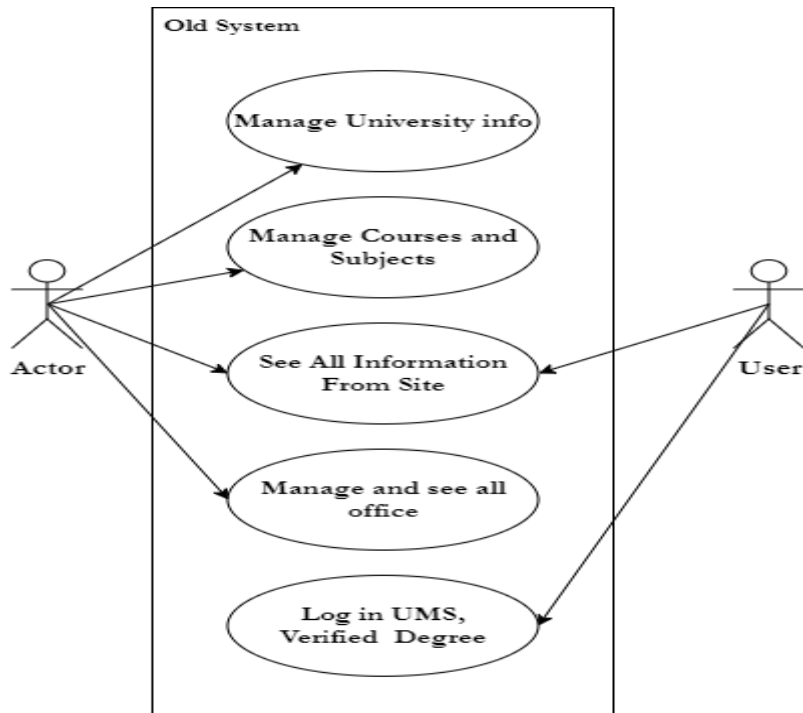 Old System
Manage University info
Manage Courses and
Subjects
See All Information
From Site
Manage and see all
office
Log in UMS,
Verified Degree
Actor
User